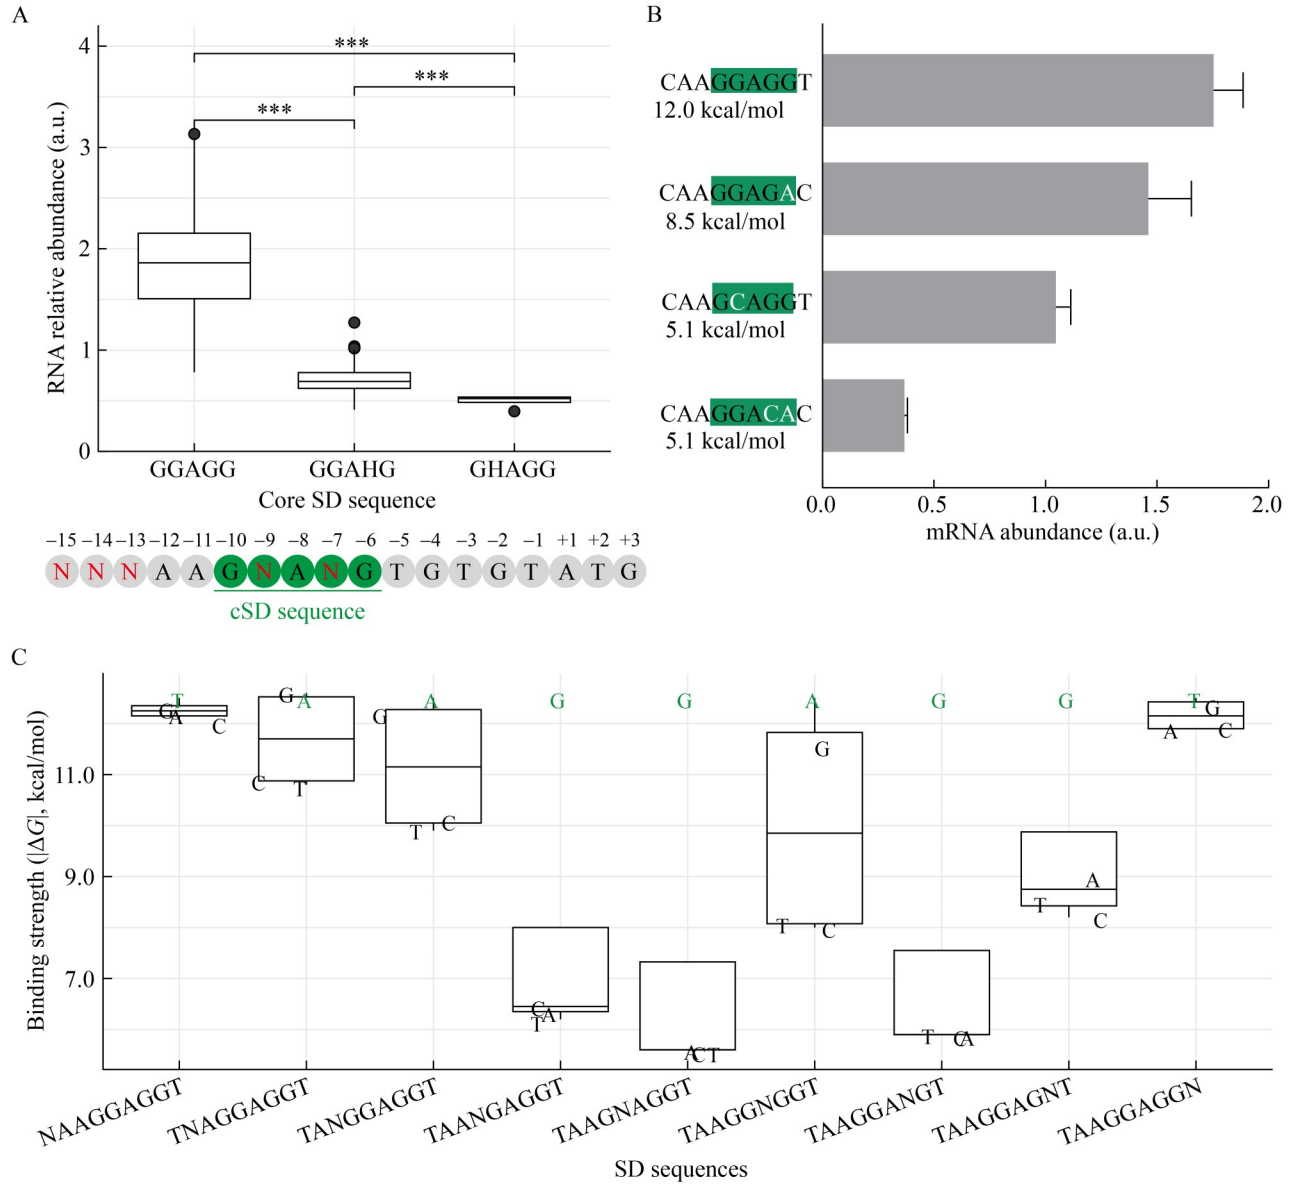 A
RNA relative abundance (a.u.)
4
3
2
1
0
***
***
***
GGAGG GGAHG GHAGG
Core SD sequence
−15 −14 −13 −12 −11 −10 −9 −8 −7 −6 −5 −4 −3 −2 −1 +1 +2 +3
N N N A A G N A N G T G T G T A T G
cSD sequence
B
CAAGGAGGT
12.0 kcal/mol
CAAGGAGAC
8.5 kcal/mol
CAAGCAGGT
5.1 kcal/mol
CAAGGACAC
5.1 kcal/mol
0.0 0.5 1.0 1.5 2.0
mRNA abundance (a.u.)
C
Binding strength (|ΔG|, kcal/mol)
11.0
9.0
7.0
T G A C
G A C T
A G T C
G C A T
G A C T
A G T C
G T C A
G A T C
T G A C
NAAGGAGGT TNAGGAGGT TANGGAGGT TAANGAGGT TAAGNAGGT TAAGGNGGT TAAGGANGT TAAGGAGNT TAAGGAGGN
SD sequences